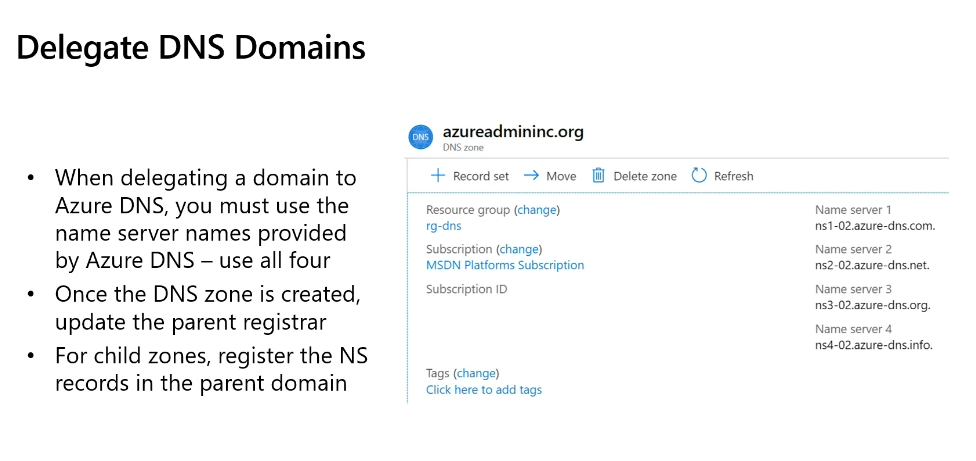 Delegate DNS Domains
• When delegating a domain to
Azure DNS, you must use the
name server names provided
by Azure DNS – use all four
• Once the DNS zone is created,
update the parent registrar
• For child zones, register the NS
records in the parent domain
DNS
azureadmininc.org
DNS zone
Record set
Move
Delete zone
Refresh
Resource group (change)
rg-dns
Subscription (change)
MSDN Platforms Subscription
Subscription ID
Tags (change)
Click here to add tags
Name server 1
ns1-02.azure-dns.com.
Name server 2
ns2-02.azure-dns.net.
Name server 3
ns3-02.azure-dns.org.
Name server 4
ns4-02.azure-dns.info.